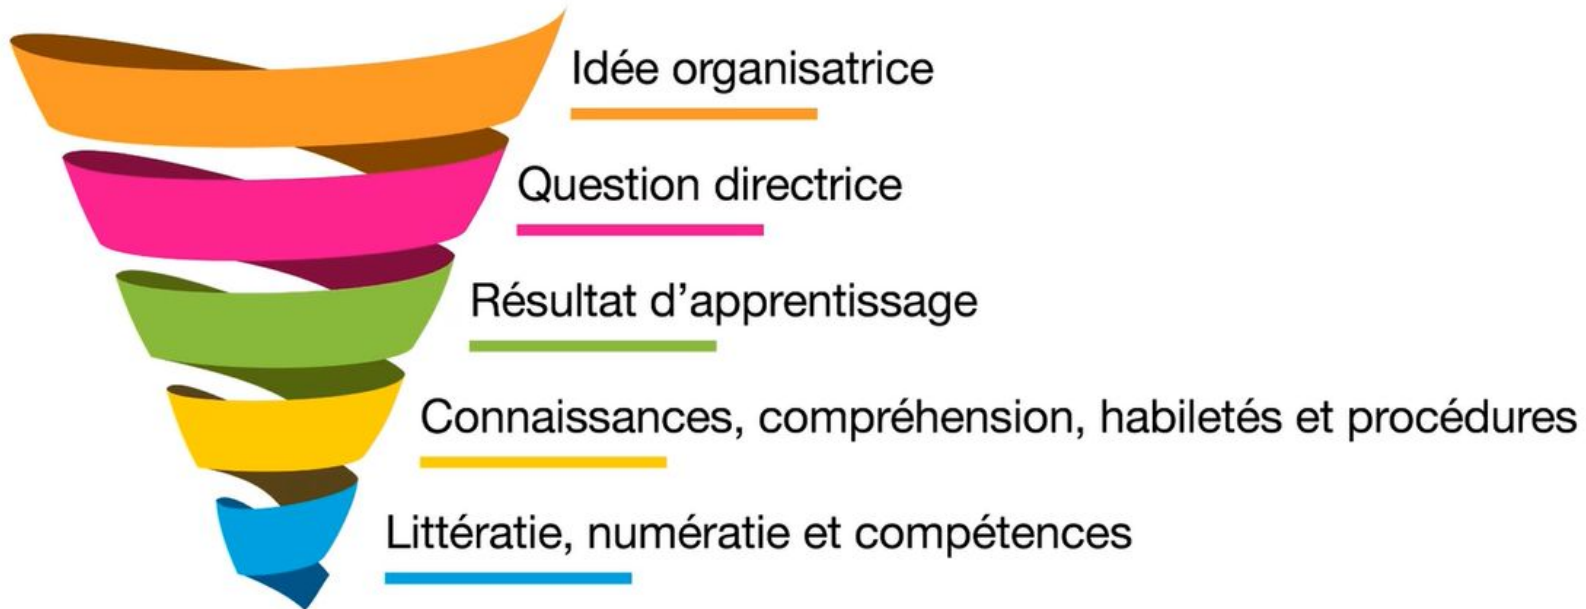 Idée organisatrice
Question directrice
Résultat d’apprentissage
Connaissances, compréhension, habiletés et procédures
Littératie, numératie et compétences